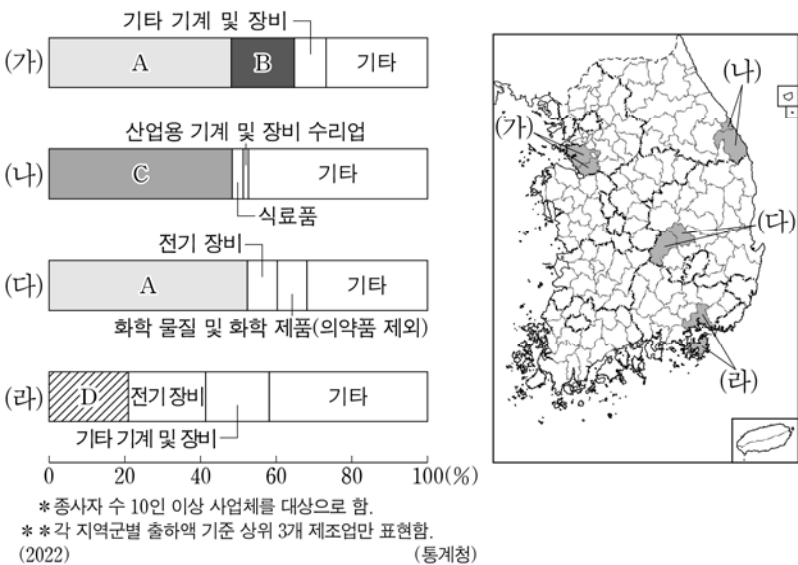 기타 기계 및 장비
(가) A B 기타
산업용 기계 및 장비 수리업
(나) C 기타
식료품
전기 장비
(다) A 기타
화학 물질 및 화학 제품(의약품 제외)
(라) D 전기 장비 기타
기타 기계 및 장비
0 20 40 60 80 100(%)
＊종사자 수 10인 이상 사업체를 대상으로 함.
＊＊각 지역군별 출하액 기준 상위 3개 제조업만 표현함.
(2022) (통계청)
(나)
(가)
(다)
(라)